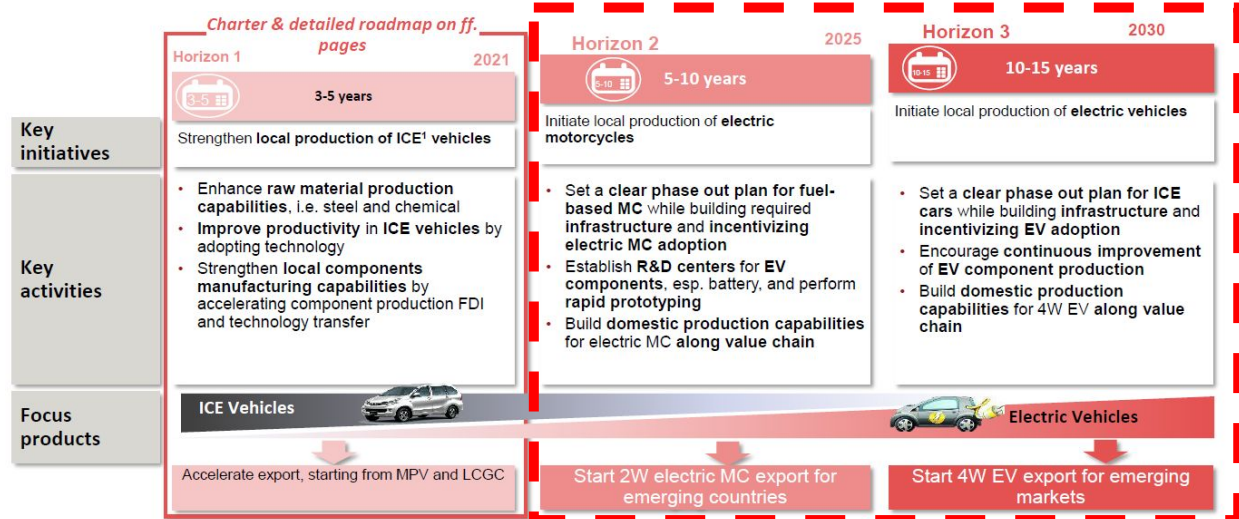 Charter & detailed roadmap on ff.
pages
Horizon 1
2021
3-5
3-5 years
Horizon 2
2025
5-10
5-10 years
Horizon 3
2030
10-15
10-15 years
Key
initiatives
Strengthen local production of ICE¹ vehicles
Initiate local production of electric
motorcycles
Initiate local production of electric vehicles
Key
activities
• Enhance raw material production
capabilities, i.e. steel and chemical
• Improve productivity in ICE vehicles by
adopting technology
• Strengthen local components
manufacturing capabilities by
accelerating component production FDI
and technology transfer
• Set a clear phase out plan for fuel-
based MC while building required
infrastructure and incentivizing
electric MC adoption
• Establish R&D centers for EV
components, esp. battery, and perform
rapid prototyping
• Build domestic production capabilities
for electric MC along value chain
• Set a clear phase out plan for ICE
cars while building infrastructure and
incentivizing EV adoption
• Encourage continuous improvement
of EV component production
• Build domestic production
capabilities for 4W EV along value
chain
Focus
products
ICE Vehicles
Electric Vehicles
Accelerate export, starting from MPV and LCGC
Start 2W electric MC export for
emerging countries
Start 4W EV export for emerging
markets